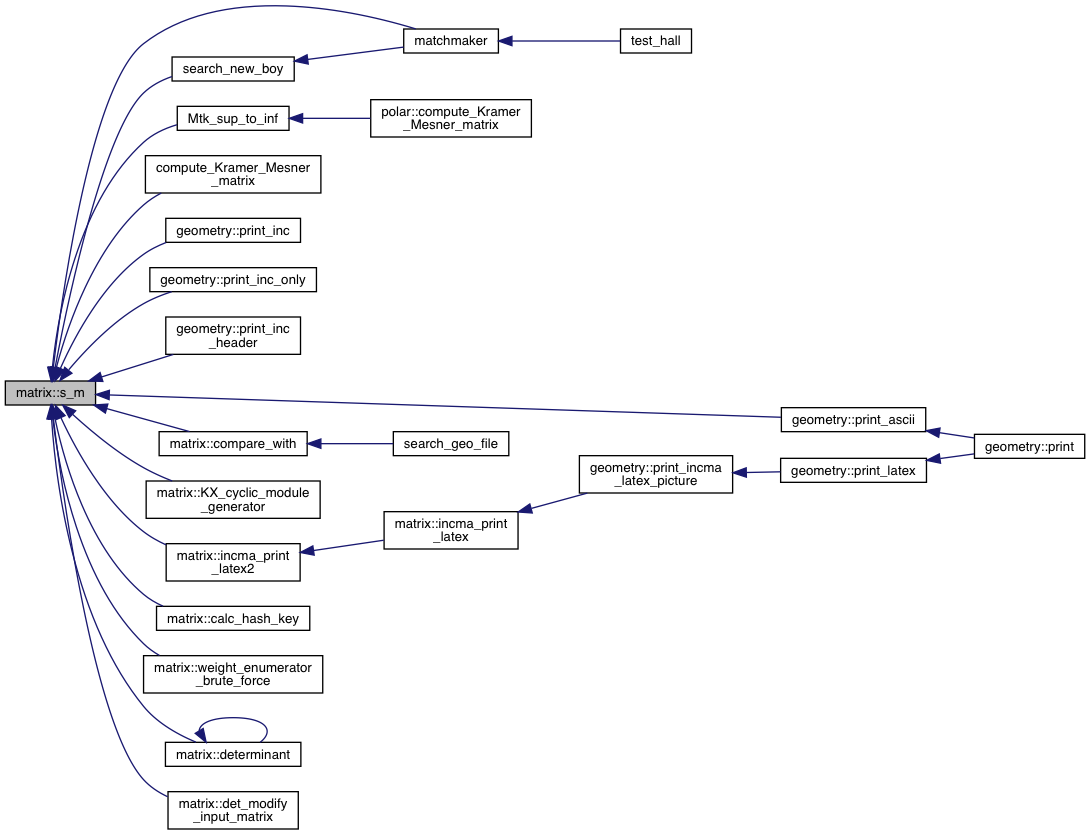 matchmaker
test_hall
search_new_boy
Mtk_sup_to_inf
polar::compute_Kramer
_Mesner_matrix
compute_Kramer_Mesner
_matrix
geometry::print_inc
geometry::print_inc_only
geometry::print_inc
_header
matrix::s_m
geometry::print_ascii
matrix::compare_with
search_geo_file
geometry::print
geometry::print_incma
_latex_picture
geometry::print_latex
matrix::KX_cyclic_module
_generator
matrix::incma_print
_latex
matrix::incma_print
_latex2
matrix::calc_hash_key
matrix::weight_enumerator
_brute_force
matrix::determinant
matrix::det_modify
_input_matrix